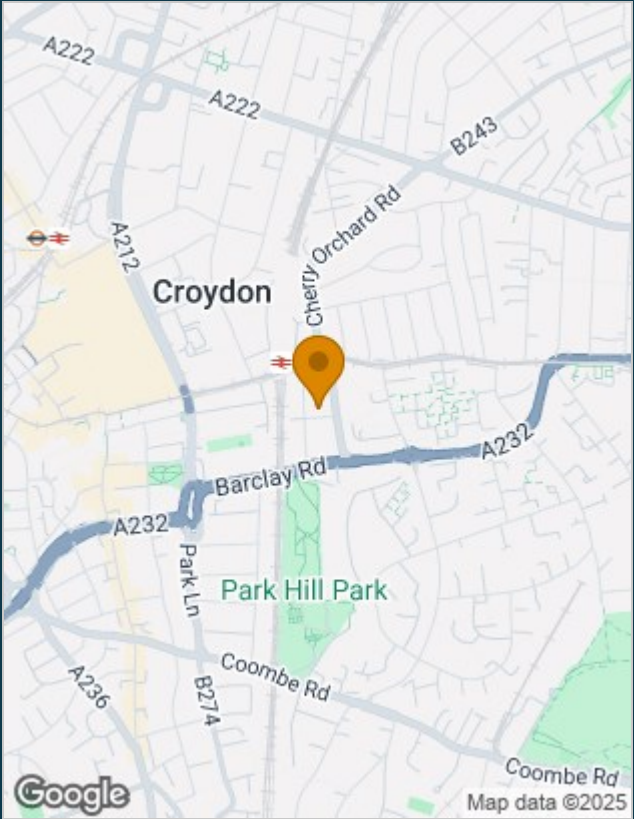 A222
A222
B243
Cherry Orchard Rd
A212
Croydon
A232
Barclay Rd
A232
Park Ln
Park Hill Park
Coombe Rd
A236
B274
Coombe Rd
Google
Map data ©2025